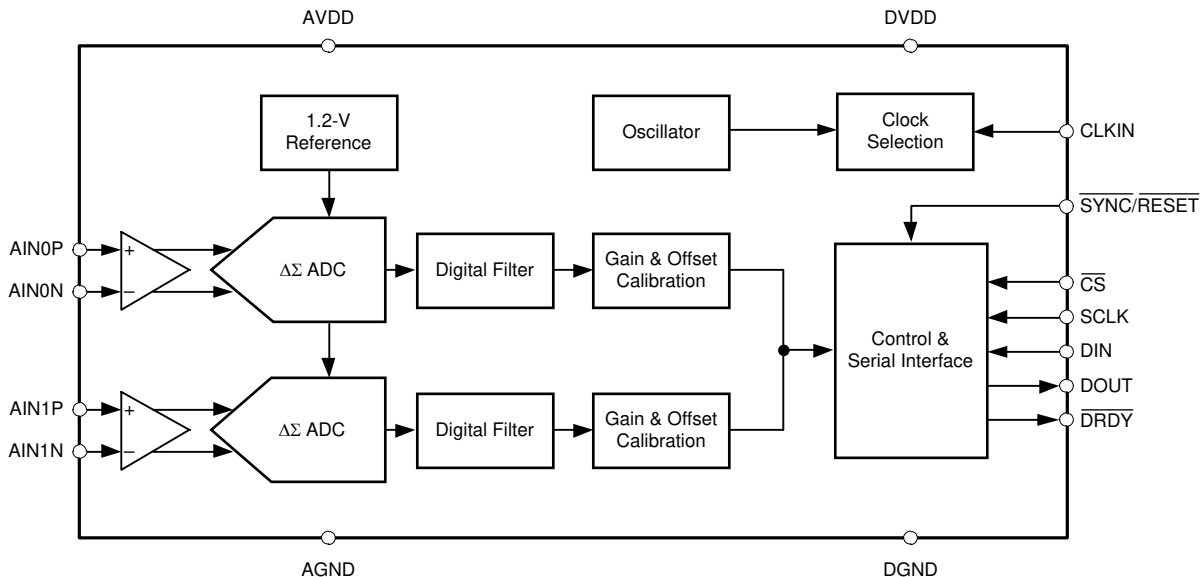 AVDD
DVDD
1.2-V
Reference
Oscillator
Clock
Selection
CLKIN
SYNC/RESET
AIN0P
AIN0N
+
−
ΔΣ ADC
Digital Filter
Gain & Offset
Calibration
Control &
Serial Interface
CS
SCLK
DIN
DOUT
DRDY
AIN1P
AIN1N
+
−
ΔΣ ADC
Digital Filter
Gain & Offset
Calibration
AGND
DGND